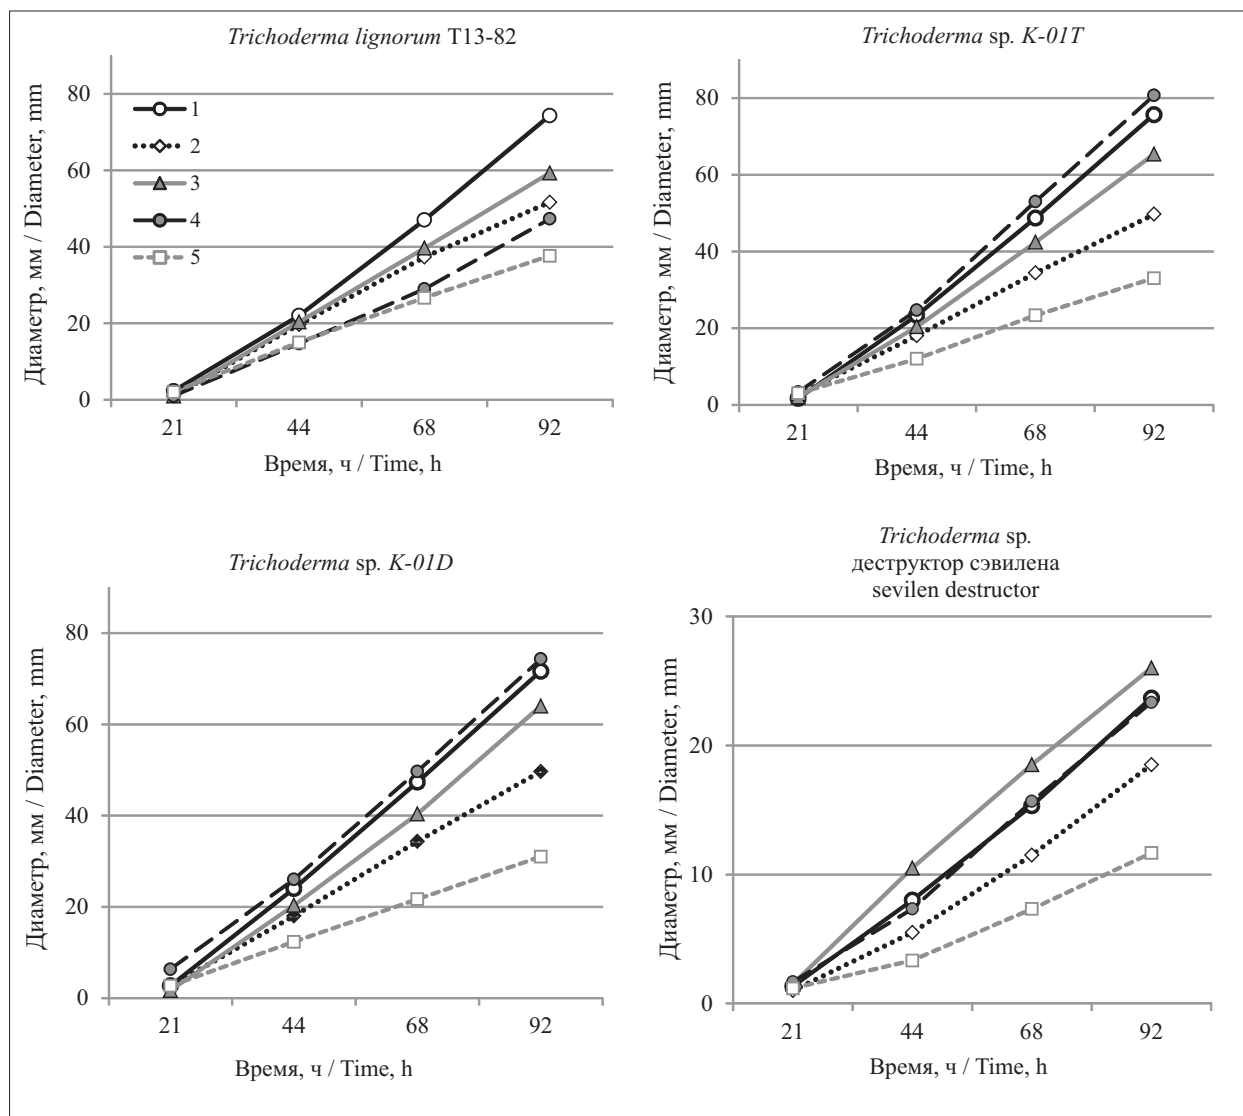 Trichoderma lignorum T13-82
Диаметр, мм / Diameter, mm
80
60
40
20
0
1
2
3
4
5
21 44 68 92
Время, ч / Time, h
Trichoderma sp. K-01T
Диаметр, мм / Diameter, mm
80
60
40
20
0
21 44 68 92
Время, ч / Time, h
Trichoderma sp. K-01D
Диаметр, мм / Diameter, mm
80
60
40
20
0
21 44 68 92
Время, ч / Time, h
Trichoderma sp.
деструктор сэвилена
sevilen destructor
Диаметр, мм / Diameter, mm
30
20
10
0
21 44 68 92
Время, ч / Time, h